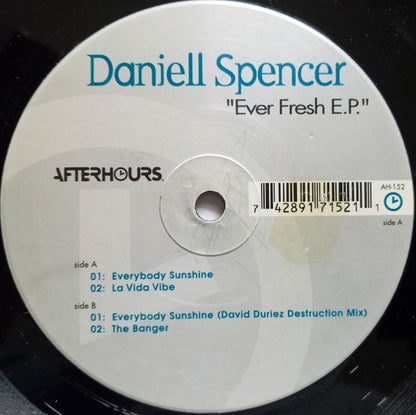 Daniell Spencer
"Ever Fresh E.P."
AFTERHOURS
AH-152
7 42891 71521 1
side A
side A
01: Everybody Sunshine
02: La Vida Vibe
side B
01: Everybody Sunshine (David Duriez Destruction Mix)
02: The Banger